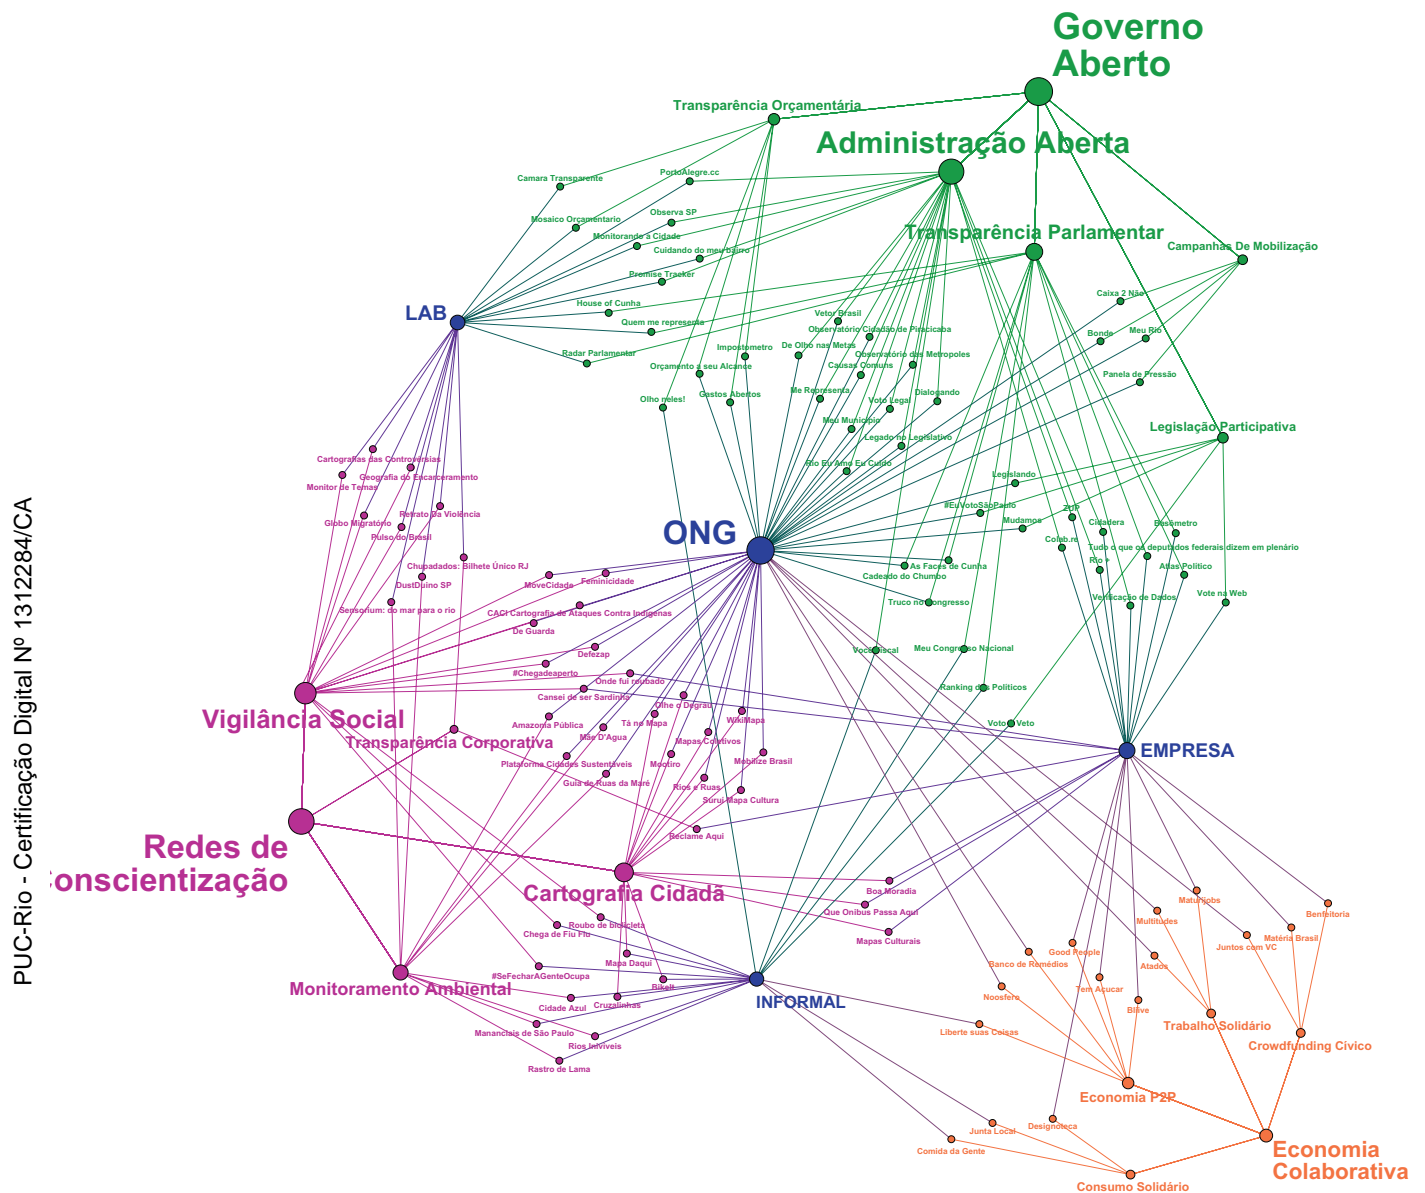 Governo
Aberto
Transparência Orçamentária
Administração Aberta
Camara Transparente
PortoAlegre.cc
Mosaico Orçamentario
Observa SP
Monitorando a Cidade
Cuidando do meu bairro
Transparência Parlamentar
Campanhas De Mobilização
Promise Tracker
House of Cunha
LAB
Quem me representa
Radar Parlamentar
Caixa 2 Não
Bonde
Meu Rio
Panela de Pressão
Vetor Brasil
Observatório Cidadão de Piracicaba
De Olho nas Metas
Observatório das Metropoles
Causas Comuns
Impostometro
Orçamento a seu Alcance
Gastos Abertos
Olho neles!
Me Representa
Voto Legal
Dialogando
Meu Município
Legado no Legislativo
Rio Eu Amo Eu Cuido
Legislação Participativa
Legislando
#EuVotoSãoPaulo
Mudamos
ZUP
Cidadera
Basômetro
Colab.re
Tudo o que os deputados federais dizem em plenário
Rio +
Atlas Político
Verificação de Dados
Vote na Web
Cartografias das Controvérsias
Geografia do Encarceramento
Monitor de Temas
Retrato Da Violência
Globo Migratório
Pulso do Brasil
Chupadados: Bilhete Único RJ
DustDuino SP
Sensorium: do mar para o rio
ONG
As Faces de Cunha
Cadeado do Chumbo
Truco no Congresso
MoveCidade
Feminicidade
CACI Cartografia de Ataques Contra Indígenas
De Guarda
Defezap
#Chegadeaperto
Onde fui roubado
Cansei de ser Sardinha
Você Fiscal
Meu Congresso Nacional
Ranking dos Políticos
Voto x Veto
Vigilância Social
Transparência Corporativa
Amazonia Pública
Mãe D'Agua
Olhe o Degrau
Tá no Mapa
WikiMapa
Mapas Coletivos
Plataforma Cidades Sustentáveis
Mootiro
Mobilize Brasil
Guia de Ruas da Maré
Rios e Ruas
Surui Mapa Cultura
Reclame Aqui
EMPRESA
Redes de
Conscientização
Cartografia Cidadã
Boa Moradia
Que Onibus Passa Aqui
Mapas Culturais
Roubo de bicicleta
Chega de Fiu Fiu
Mapa Daqui
#SeFecharAGenteOcupa
Bikeit
Monitoramento Ambiental
Cidade Azul
Cruzalinhas
INFORMAL
Mananciais de São Paulo
Rios Iniviveis
Rastro de Lama
Maturijobs
Multitudes
Benfeitoria
Matéria Brasil
Juntos com VC
Good People
Banco de Remédios
Atados
Tem Açucar
Noosfero
Bliive
Liberte suas Coisas
Trabalho Solidário
Crowdfunding Cívico
Economia P2P
Designoteca
Junta Local
Comida da Gente
Economia
Colaborativa
Consumo Solidário
PUC-Rio - Certificação Digital Nº 1312284/CA